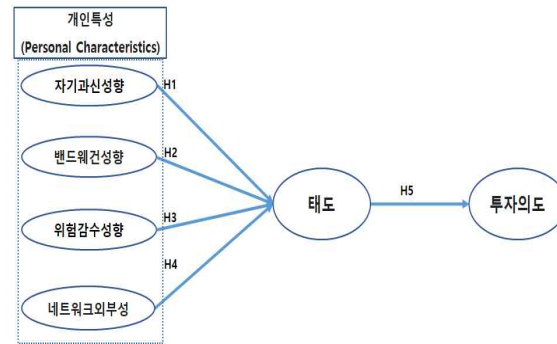 개인특성
(Personal Characteristics)
자기과신성향
H1
밴드웨건성향
H2
위험감수성향
H3
H4
네트워크외부성
태도
H5
투자의도